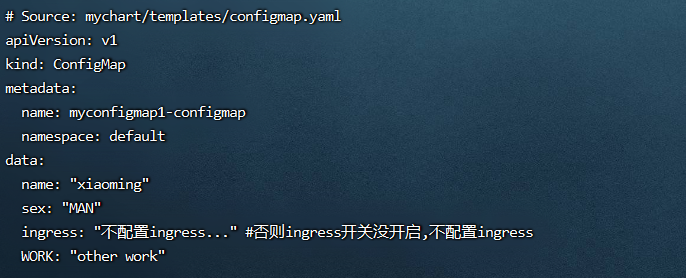 # Source: mychart/templates/configmap.yaml
apiVersion: v1
kind: ConfigMap
metadata:
  name: myconfigmap1-configmap
  namespace: default
data:
  name: "xiaoming"
  sex: "MAN"
  ingress: "不配置ingress..." #否则ingress开关没开启,不配置ingress
  WORK: "other work"